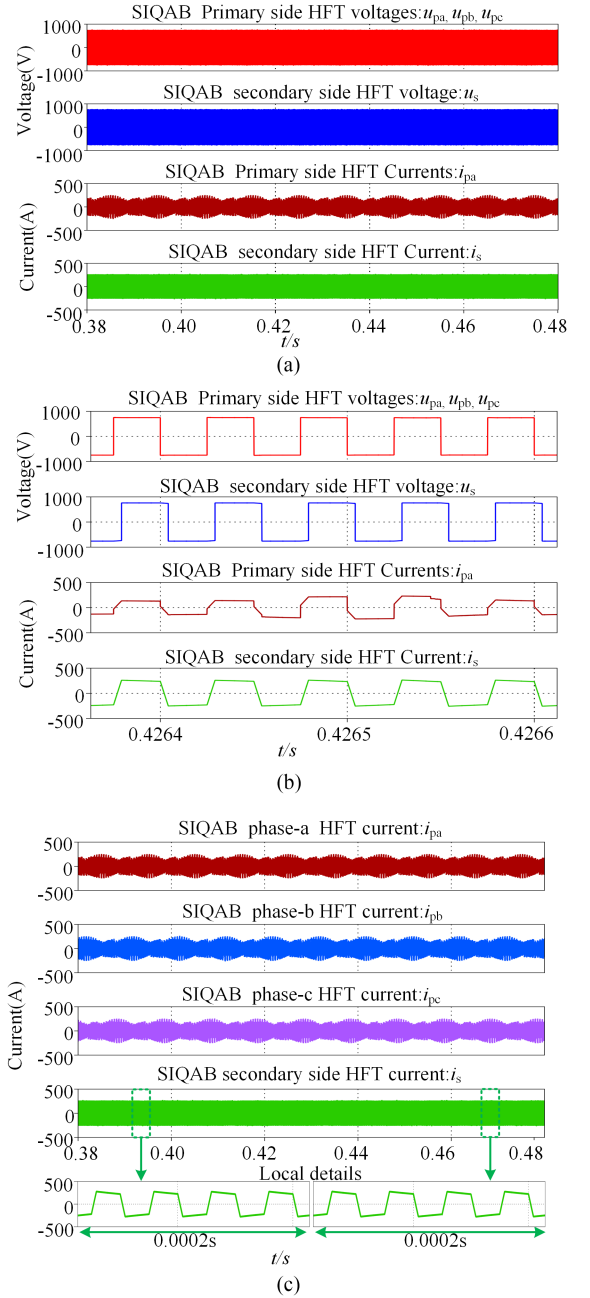 SIQAB Primary side HFT voltages:upa, upb, upc
1000
0
-1000
SIQAB secondary side HFT voltage:us
1000
0
-1000
Voltage(V)
SIQAB Primary side HFT Currents:ipa
500
0
-500
SIQAB secondary side HFT Current:is
500
0
-500
Current(A)
0.38 0.40 0.42 0.44 0.46 0.48
t/s
(a)
SIQAB Primary side HFT voltages:upa, upb, upc
1000
0
-1000
SIQAB secondary side HFT voltage:us
1000
0
-1000
Voltage(V)
SIQAB Primary side HFT Currents:ipa
500
0
-500
SIQAB secondary side HFT Current:is
500
0
-500
Current(A)
0.4264 0.4265 0.4266
t/s
(b)
SIQAB phase-a HFT current:ipa
500
0
-500
SIQAB phase-b HFT current:ipb
500
0
-500
SIQAB phase-c HFT current:ipc
500
0
-500
Current(A)
SIQAB secondary side HFT current:is
500
0
-500
0.38 0.40 0.42 0.44 0.46 0.48
Local details
500
0
-500
0.0002s 0.0002s
t/s
(c)